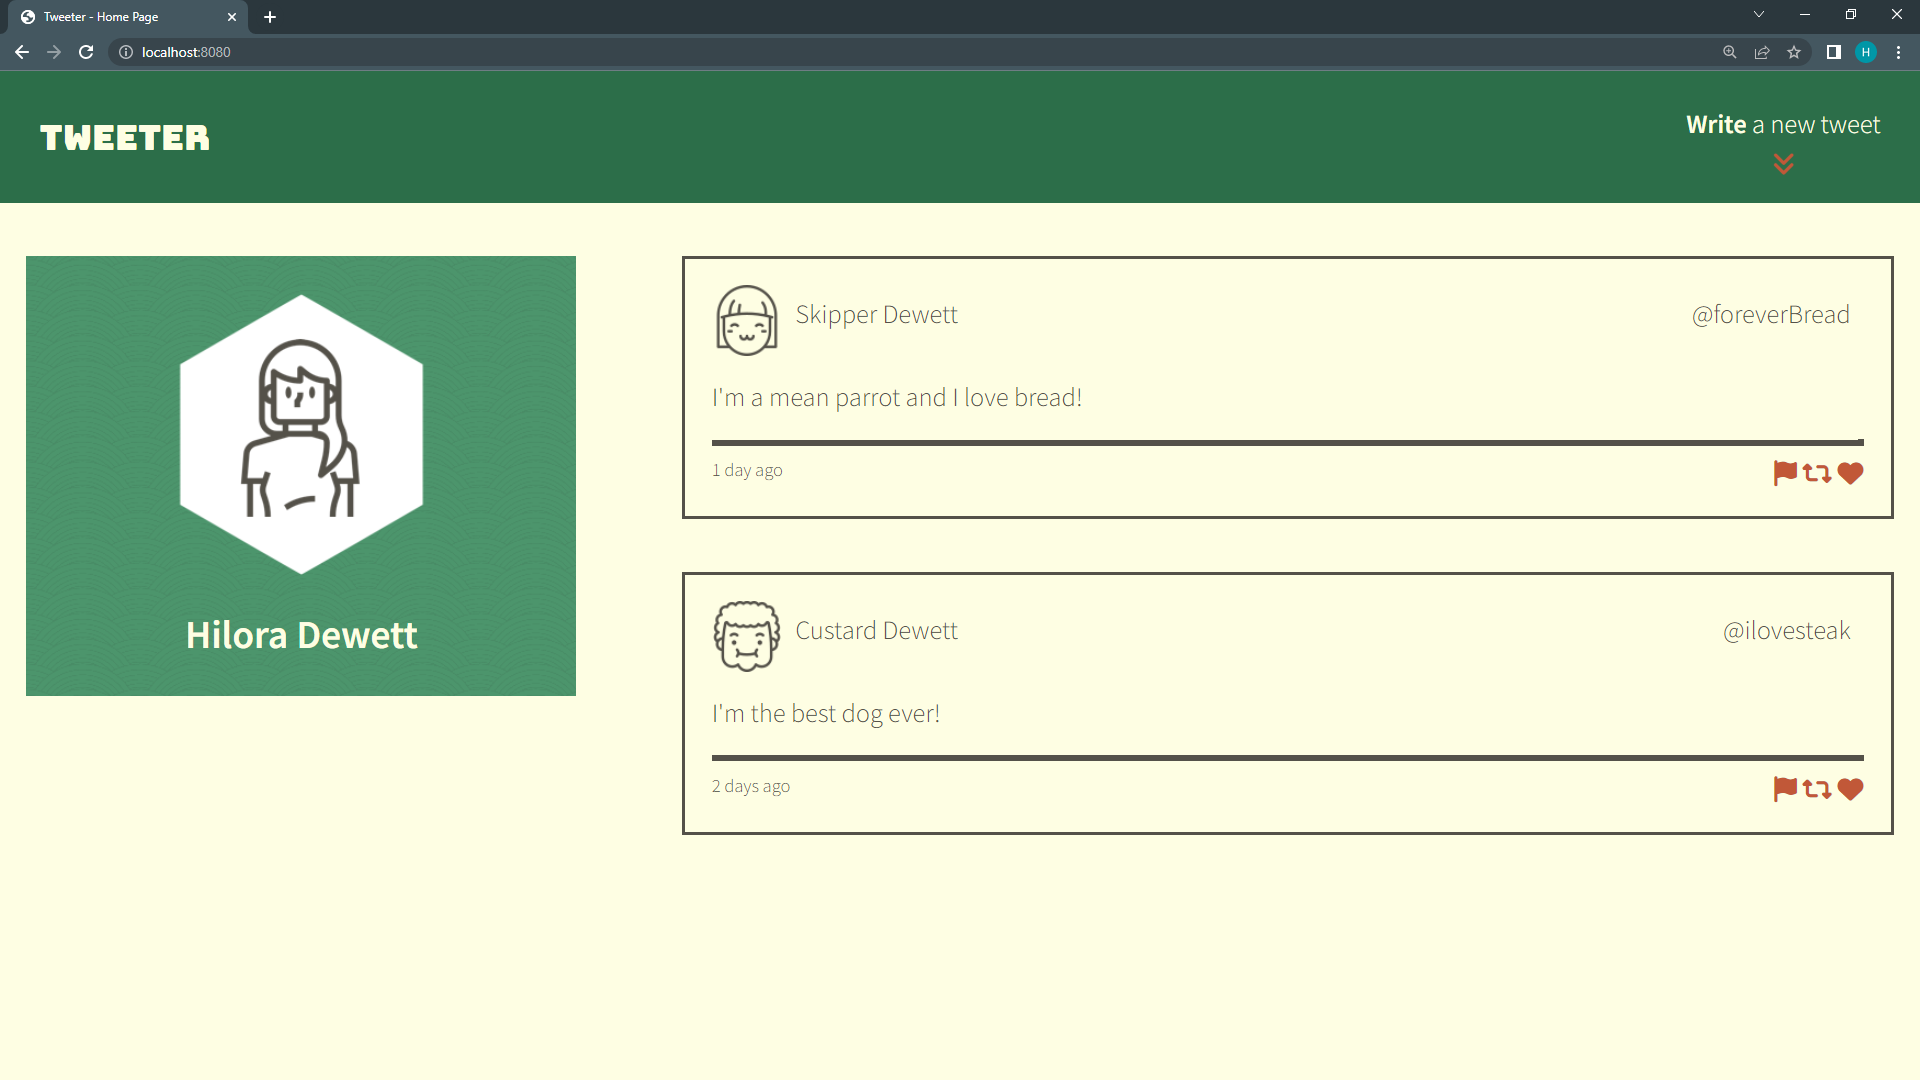 Tweeter - Home Page
localhost:8080
H
TWEETER
Write a new tweet
Hilora Dewett
Skipper Dewett
@foreverBread
I'm a mean parrot and I love bread!
1 day ago
Custard Dewett
@ilovesteak
I'm the best dog ever!
2 days ago